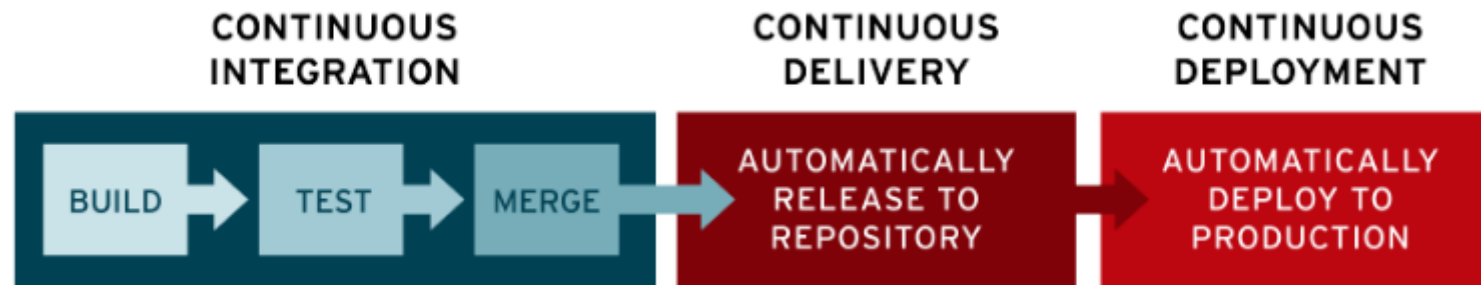 CONTINUOUS
INTEGRATION
CONTINUOUS
DELIVERY
CONTINUOUS
DEPLOYMENT
BUILD
TEST
MERGE
AUTOMATICALLY
RELEASE TO
REPOSITORY
AUTOMATICALLY
DEPLOY TO
PRODUCTION